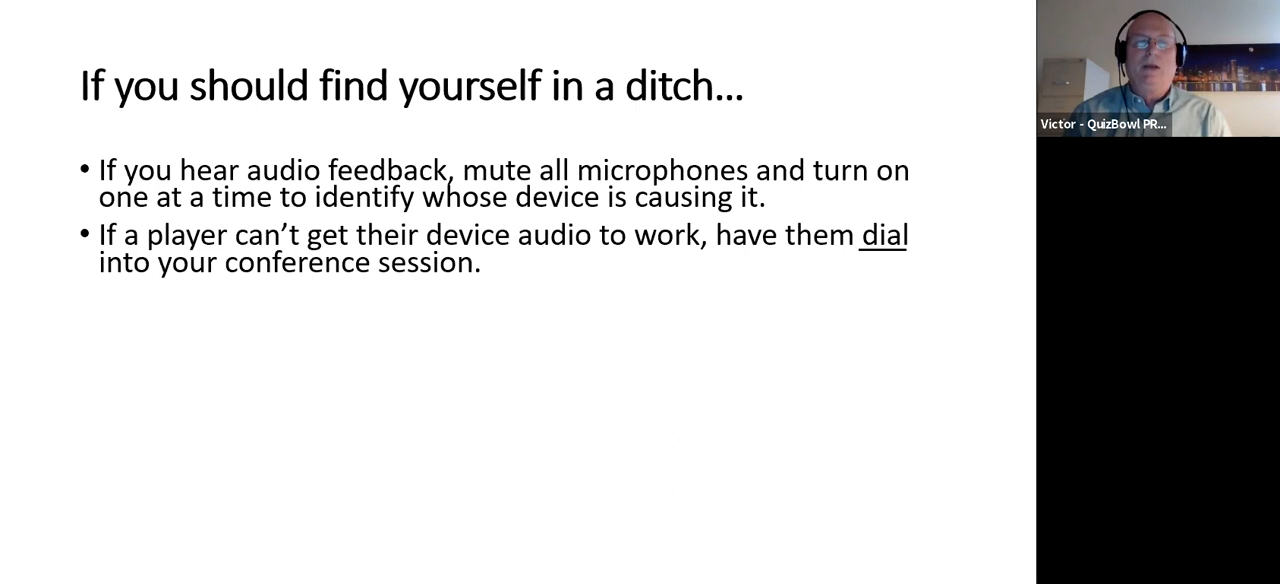 If you should find yourself in a ditch…
• If you hear audio feedback, mute all microphones and turn on
one at a time to identify whose device is causing it.
• If a player can’t get their device audio to work, have them dial
into your conference session.
Victor - QuizBowl PR...